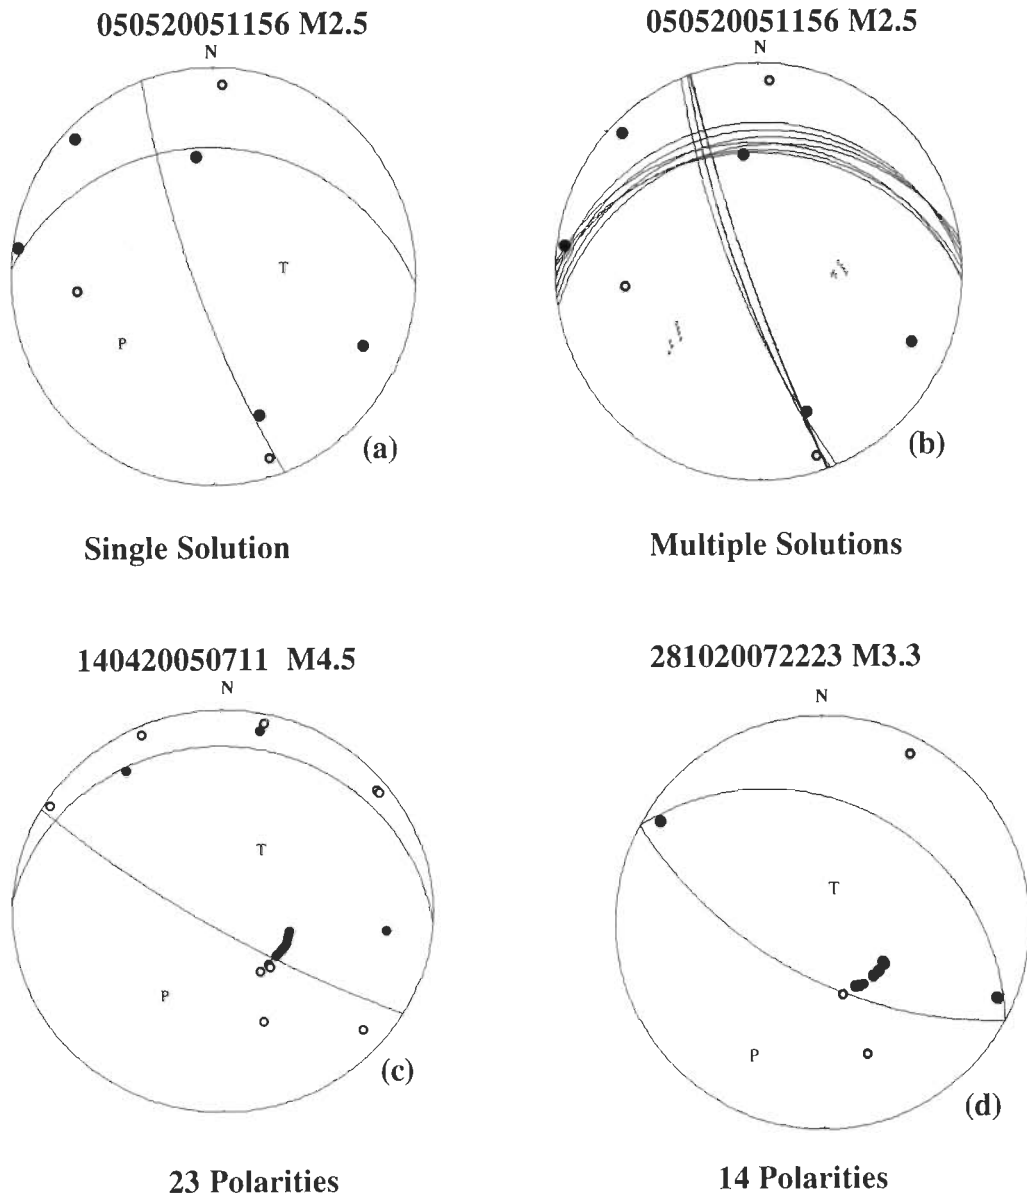 050520051156 M2.5
050520051156 M2.5
N
N
T
P
(a)
(b)
Single Solution
Multiple Solutions
140420050711 M4.5
281020072223 M3.3
N
N
T
T
P
P
(c)
(d)
23 Polarities
14 Polarities